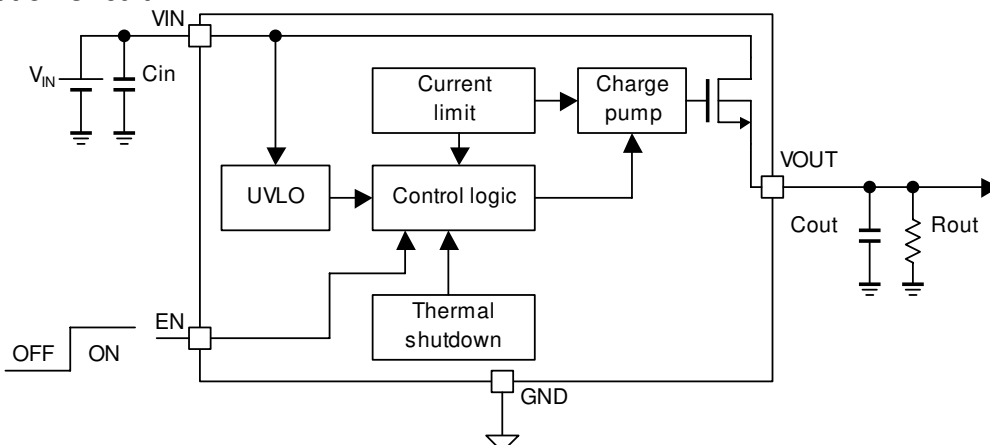 VIN
V_IN
Cin
Current
limit
Charge
pump
VOUT
UVLO
Control logic
Cout
Rout
Thermal
shutdown
EN
OFF
ON
GND